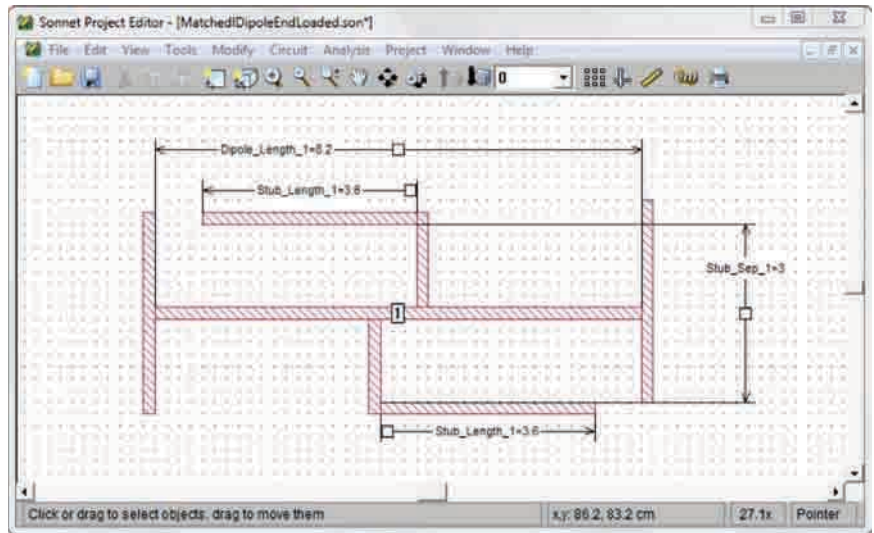 Sonnet Project Editor - [MatchedIDipoleEndLoaded.son*]
File Edit View Tools Modify Circuit Analysis Project Window Help
0
Dipole_Length_1=8.2
Stub_Length_1=3.6
Stub_Sep_1=3
1
Stub_Length_1=3.6
Click or drag to select objects, drag to move them x,y: 86.2, 83.2 cm 27.1x Pointer